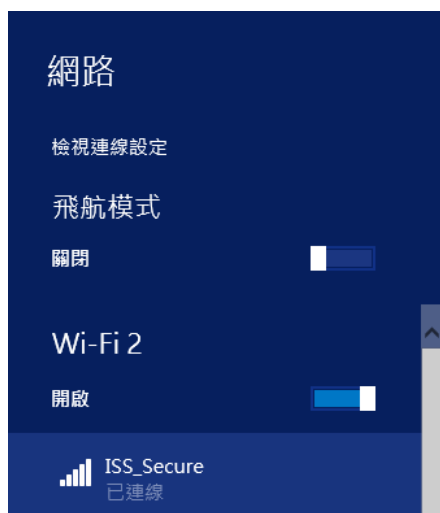 網路
檢視連線設定
飛航模式
關閉
Wi-Fi 2
開啟
ISS_Secure
已連線